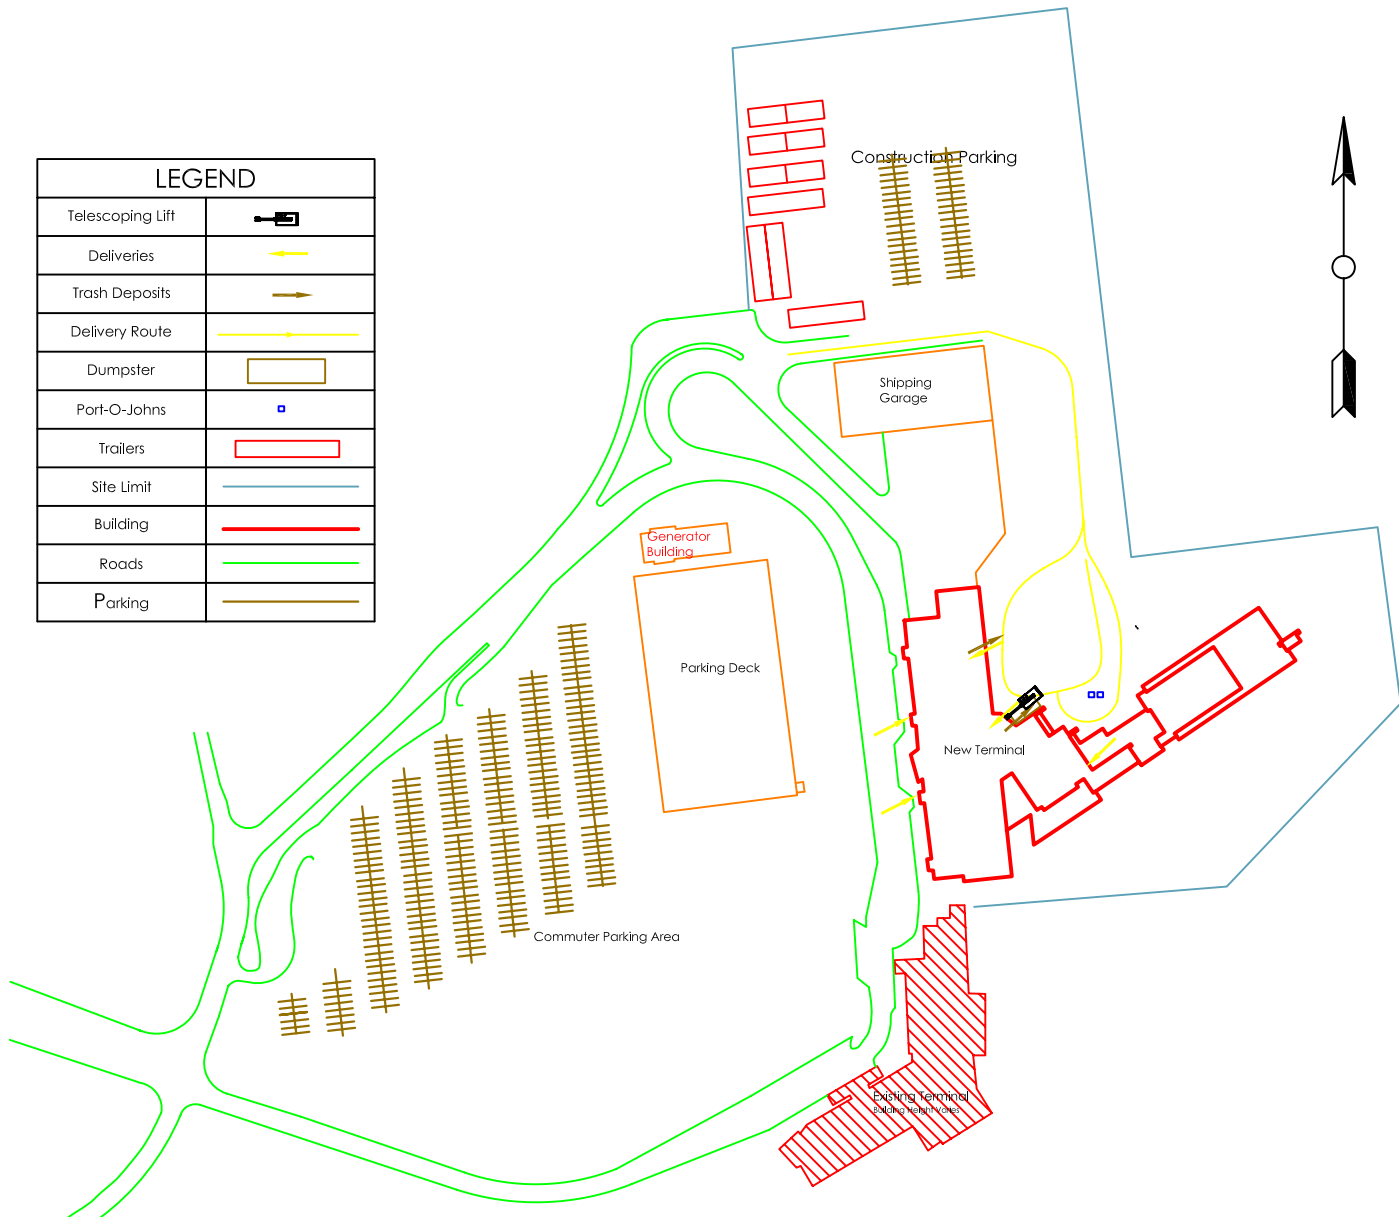 LEGEND
Telescoping Lift
Deliveries
Trash Deposits
Delivery Route
Dumpster
Port-O-Johns
Trailers
Site Limit
Building
Roads
Parking
Construction Parking
Shipping
Garage
Generator
Building
Parking Deck
New Terminal
Commuter Parking Area
Existing Terminal
Building Height Varies